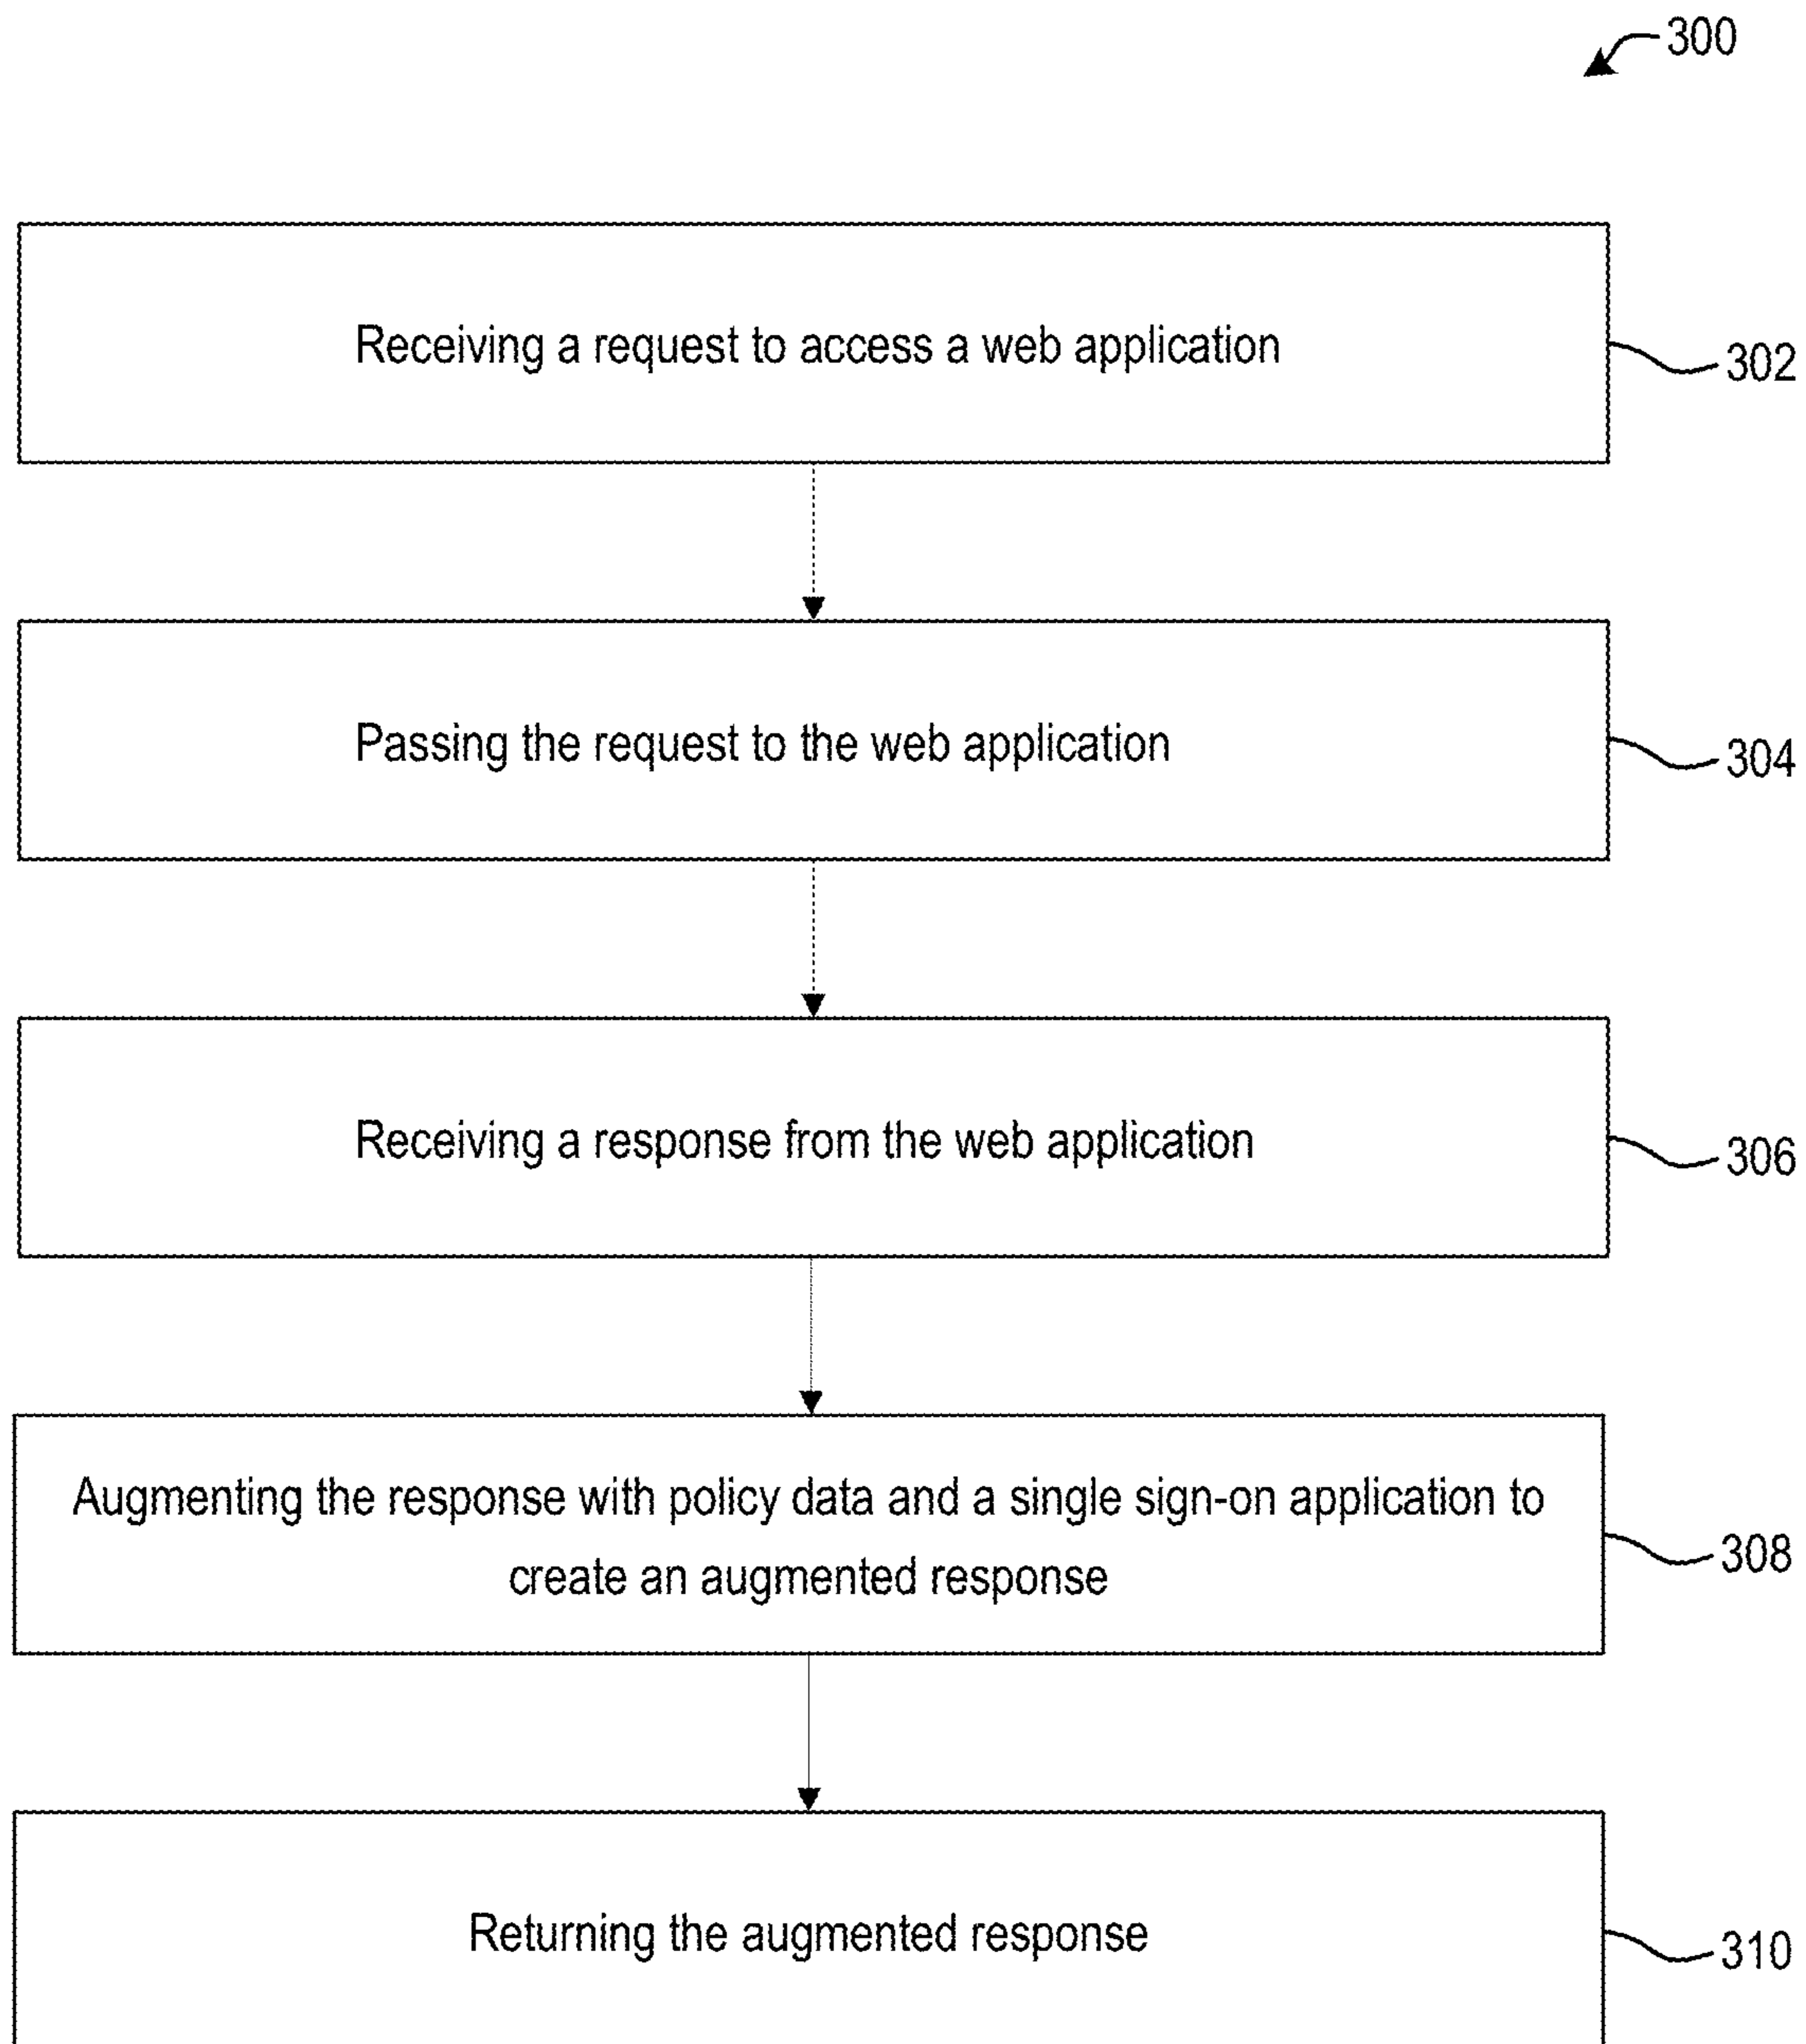 300
Receiving a request to access a web application
302
Passing the request to the web application
304
Receiving a response from the web application
306
Augmenting the response with policy data and a single sign-on application to
create an augmented response
308
Returning the augmented response
310